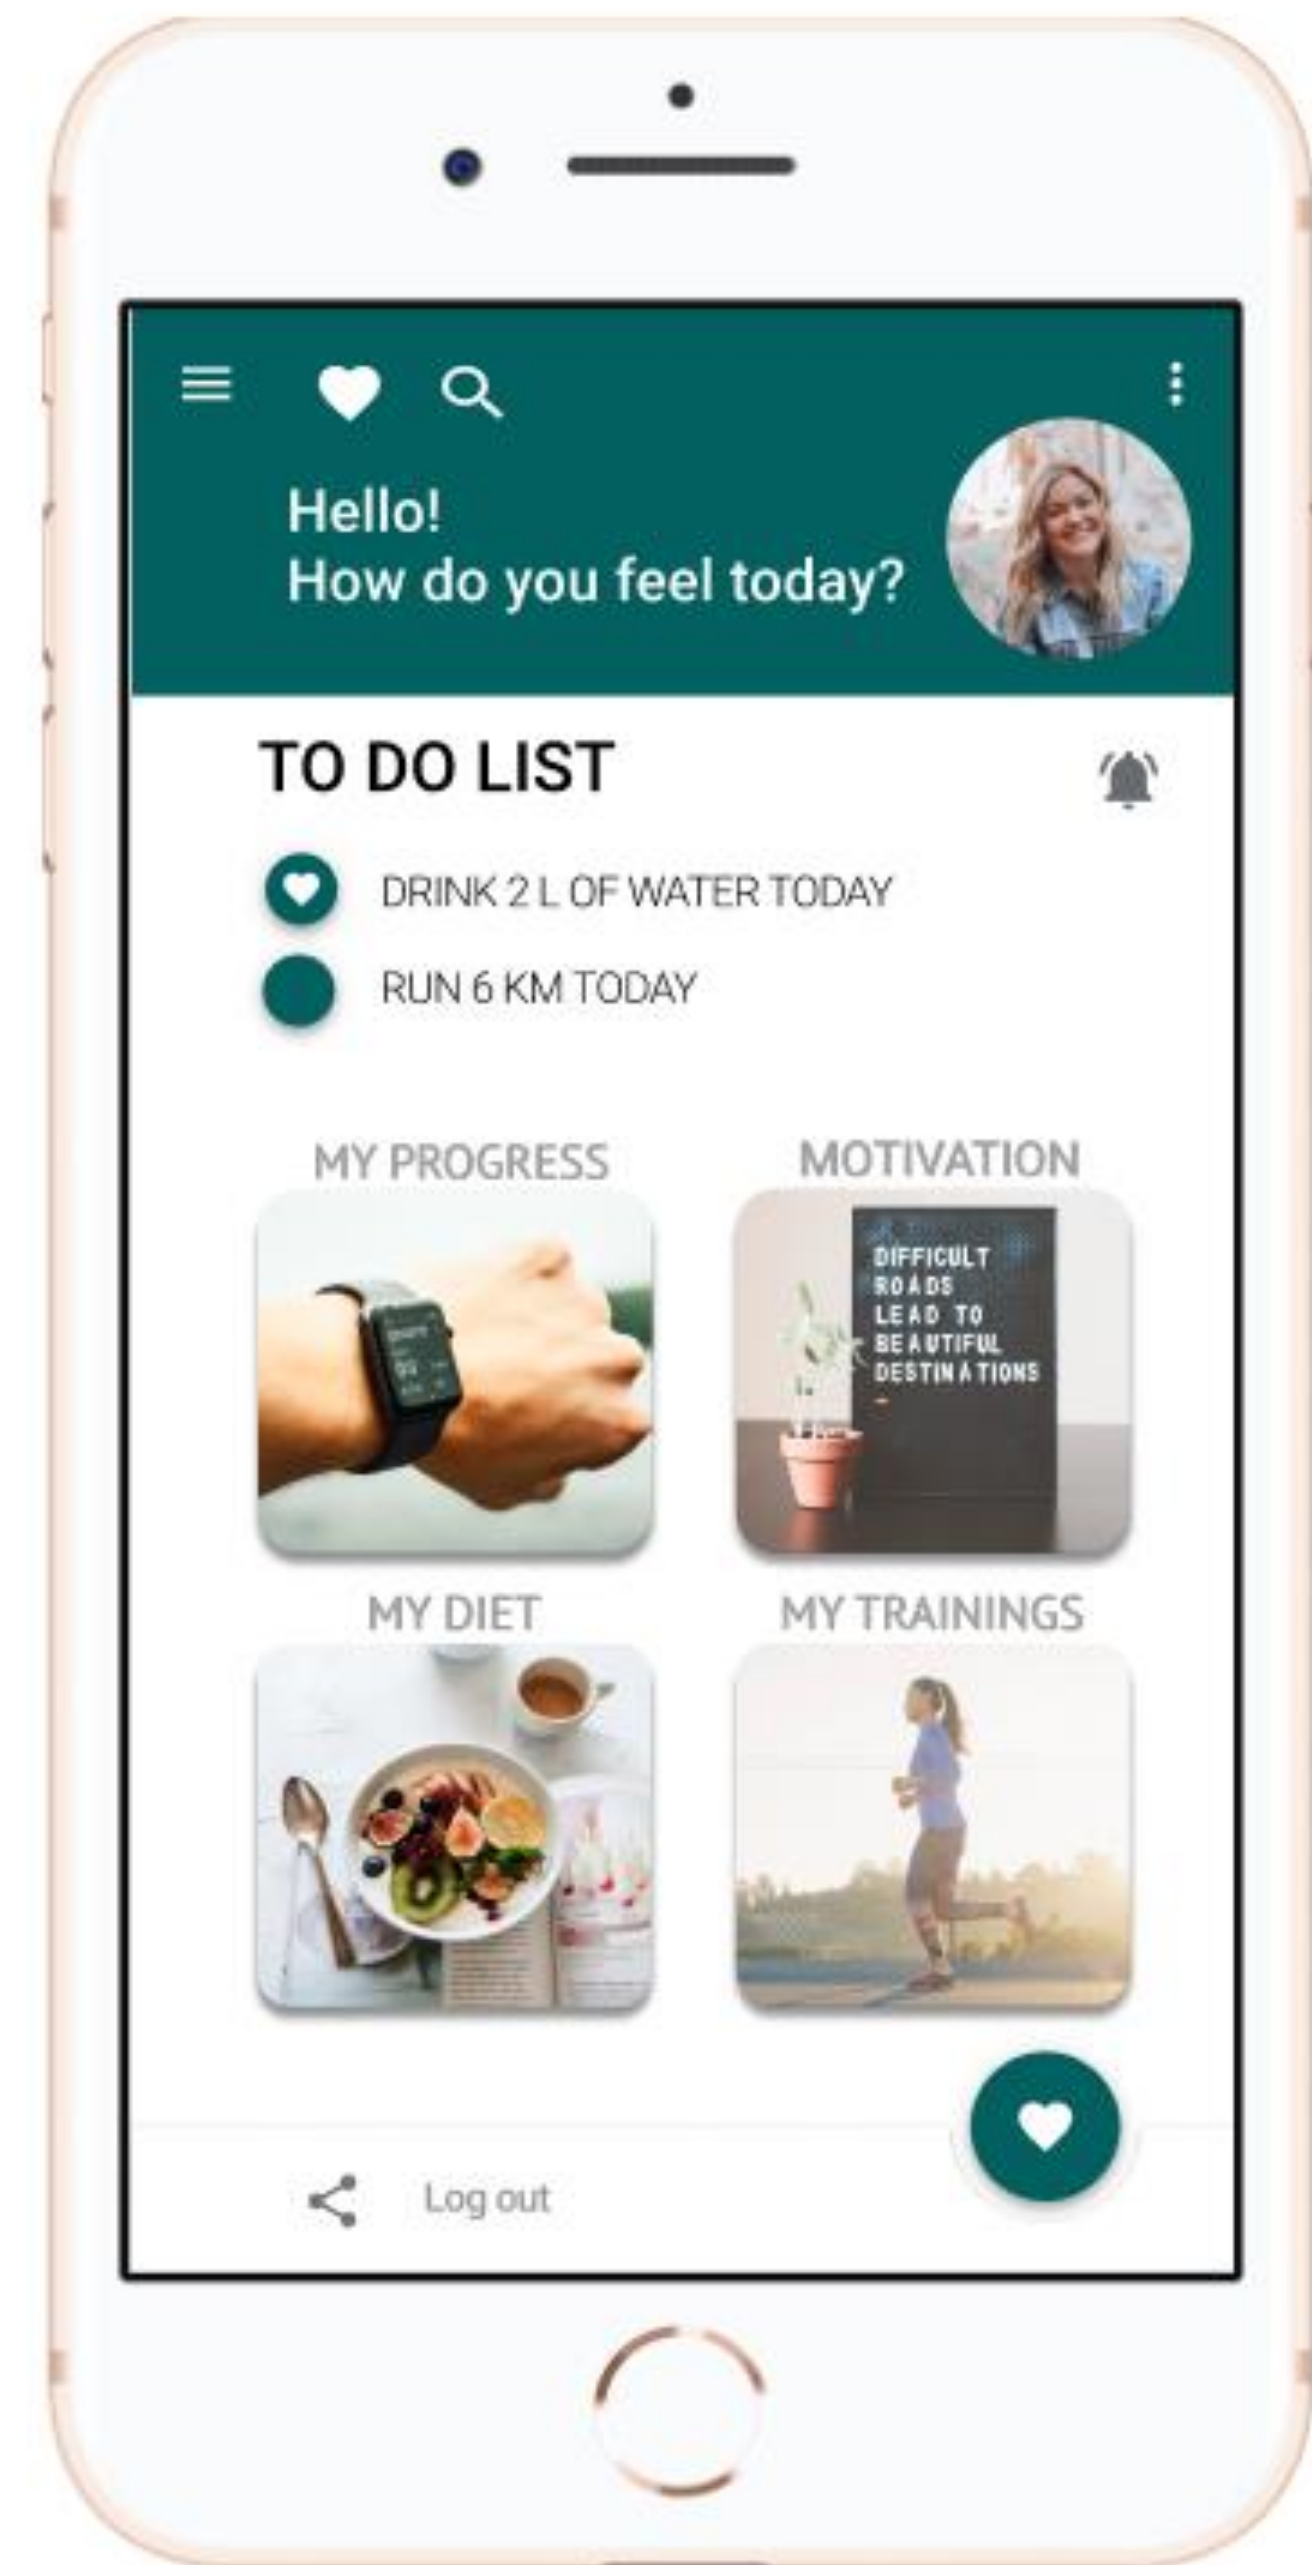 Hello!
How do you feel today?
TO DO LIST
DRINK 2 L OF WATER TODAY
RUN 6 KM TODAY
MY PROGRESS
MOTIVATION
DIFFICULT
ROADS
LEAD TO
BEAUTIFUL
DESTINATIONS
MY DIET
MY TRAININGS
Log out